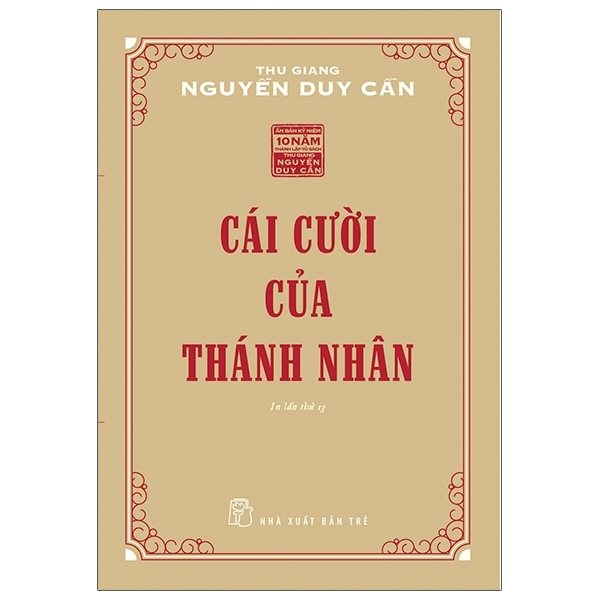 THU GIANG
NGUYỄN DUY CẦN
ẤN BẢN KỶ NIỆM
10 NĂM
THÀNH LẬP TỦ SÁCH
THU GIANG
NGUYỄN
DUY CẦN
CÁI CƯỜI
CỦA
THÁNH NHÂN
In lần thứ 13
NHÀ XUẤT BẢN TRẺ